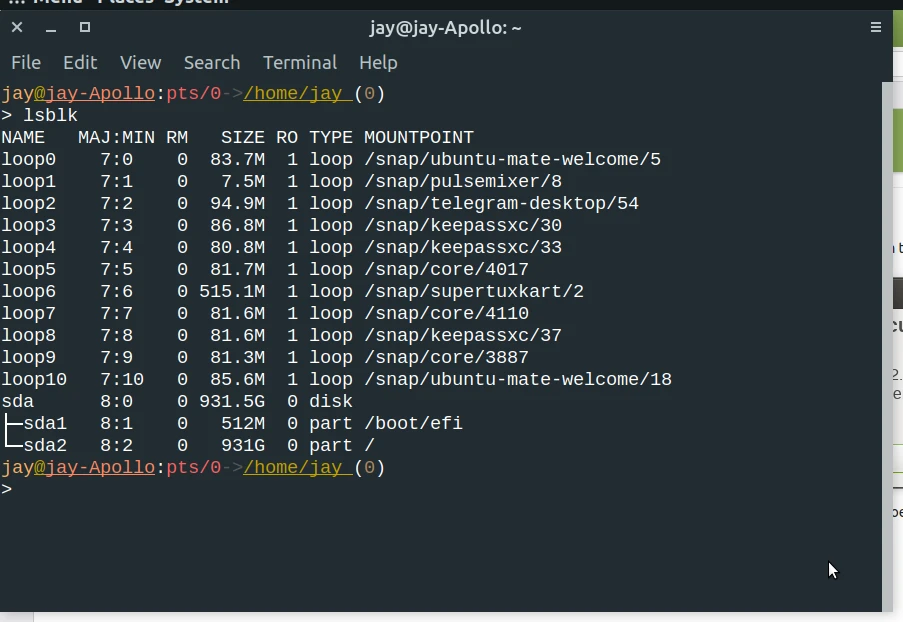 Menu Places System
jay@jay-Apollo: ~
File Edit View Search Terminal Help
jay@jay-Apollo:pts/0->/home/jay (0)
> lsblk
NAME   MAJ:MIN RM   SIZE RO TYPE MOUNTPOINT
loop0    7:0    0  83.7M  1 loop /snap/ubuntu-mate-welcome/5
loop1    7:1    0   7.5M  1 loop /snap/pulsemixer/8
loop2    7:2    0  94.9M  1 loop /snap/telegram-desktop/54
loop3    7:3    0  86.8M  1 loop /snap/keepassxc/30
loop4    7:4    0  80.8M  1 loop /snap/keepassxc/33
loop5    7:5    0  81.7M  1 loop /snap/core/4017
loop6    7:6    0 515.1M  1 loop /snap/supertuxkart/2
loop7    7:7    0  81.6M  1 loop /snap/core/4110
loop8    7:8    0  81.6M  1 loop /snap/keepassxc/37
loop9    7:9    0  81.3M  1 loop /snap/core/3887
loop10   7:10   0  85.6M  1 loop /snap/ubuntu-mate-welcome/18
sda      8:0    0 931.5G  0 disk
├─sda1   8:1    0   512M  0 part /boot/efi
└─sda2   8:2    0   931G  0 part /
jay@jay-Apollo:pts/0->/home/jay (0)
>